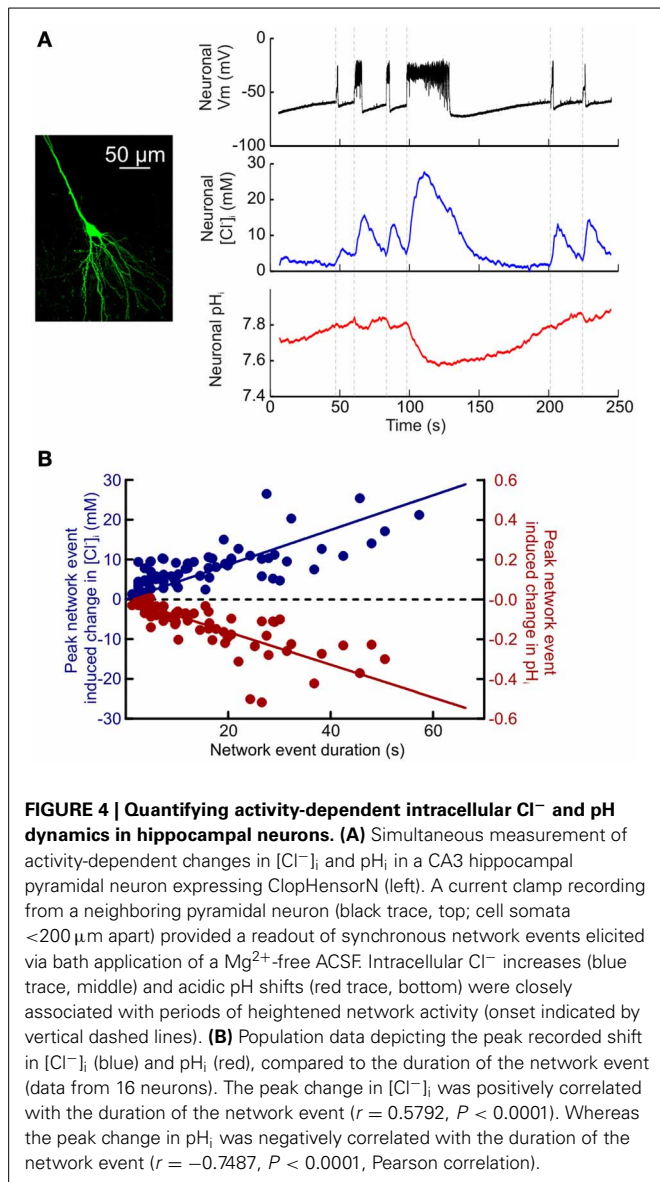 A
Neuronal
Vm (mV)
0
-50
-100
50 µm
Neuronal
[Cl⁻]ᵢ (mM)
30
20
10
0
Neuronal pHᵢ
7.8
7.6
7.4
0 50 100 150 200 250
Time (s)
B
Peak network event
induced change in [Cl⁻]ᵢ (mM)
30
20
10
0
-10
-20
-30
0.6
0.4
0.2
-0.0
-0.2
-0.4
-0.6
Peak network event
induced change in pHᵢ
20 40 60
Network event duration (s)
FIGURE 4 | Quantifying activity-dependent intracellular Cl⁻ and pH
dynamics in hippocampal neurons. (A) Simultaneous measurement of
activity-dependent changes in [Cl⁻]ᵢ and pHᵢ in a CA3 hippocampal
pyramidal neuron expressing ClopHensorN (left). A current clamp recording
from a neighboring pyramidal neuron (black trace, top; cell somata
<200 µm apart) provided a readout of synchronous network events elicited
via bath application of a Mg²⁺-free ACSF. Intracellular Cl⁻ increases (blue
trace, middle) and acidic pH shifts (red trace, bottom) were closely
associated with periods of heightened network activity (onset indicated by
vertical dashed lines). (B) Population data depicting the peak recorded shift
in [Cl⁻]ᵢ (blue) and pHᵢ (red), compared to the duration of the network event
(data from 16 neurons). The peak change in [Cl⁻]ᵢ was positively correlated
with the duration of the network event (r = 0.5792, P < 0.0001). Whereas
the peak change in pHᵢ was negatively correlated with the duration of the
network event (r = −0.7487, P < 0.0001, Pearson correlation).